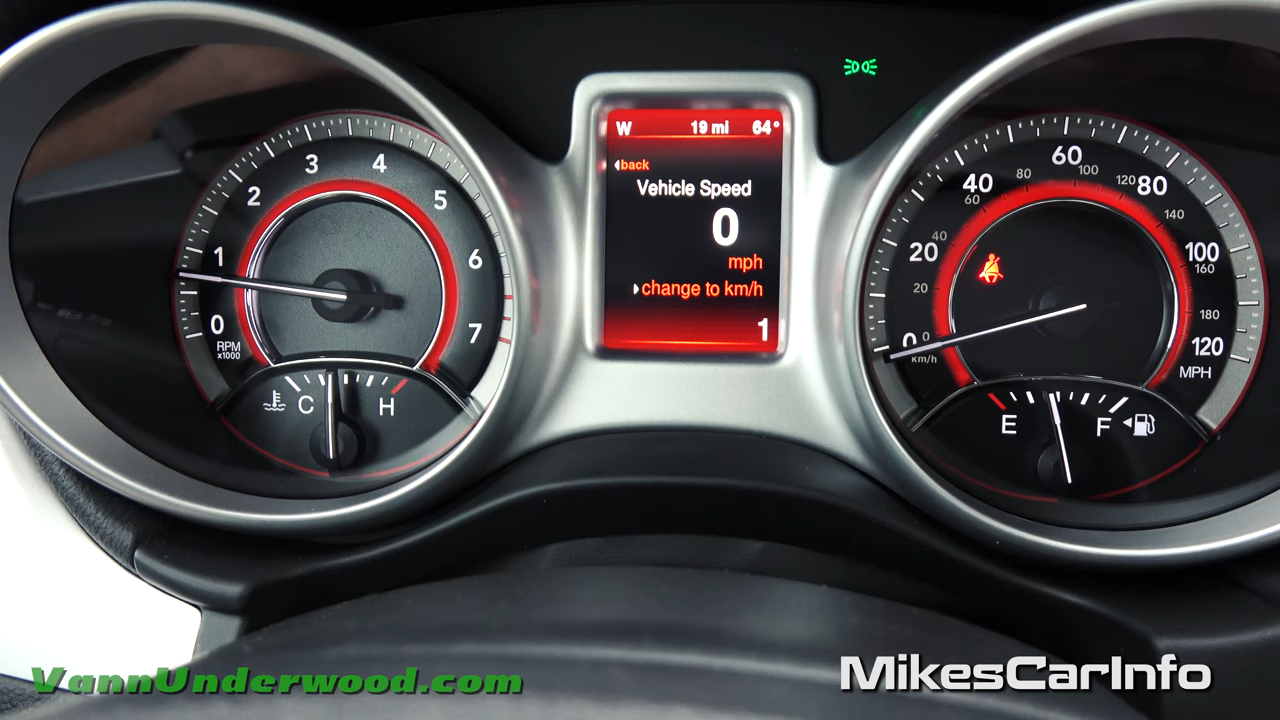 W 19 mi 64°
back
Vehicle Speed
0
mph
change to km/h
1
0 1 2 3 4 5 6 7
RPM
x1000
C H
0 20 40 60 80 100 120
MPH
0 20 40 60 80 100 120 140 160 180
Km/h
E F
VannUnderwood.com
MikesCarInfo